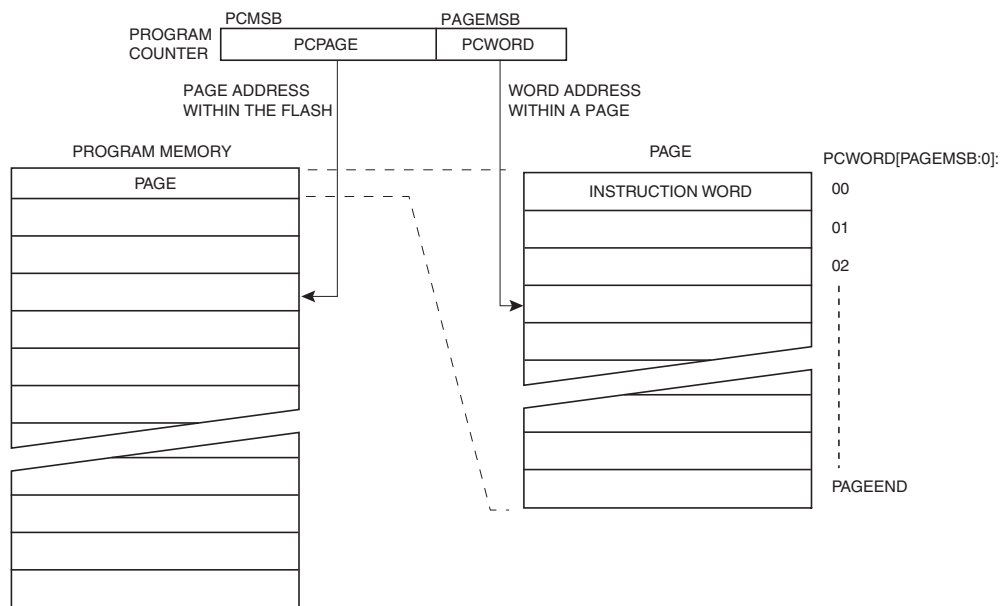 PCMSB
PAGEMSB
PROGRAM
COUNTER
PCPAGE
PCWORD
PAGE ADDRESS
WITHIN THE FLASH
WORD ADDRESS
WITHIN A PAGE
PROGRAM MEMORY
PAGE
PAGE
PCWORD[PAGEMSB:0]:
INSTRUCTION WORD
00
01
02
PAGEEND